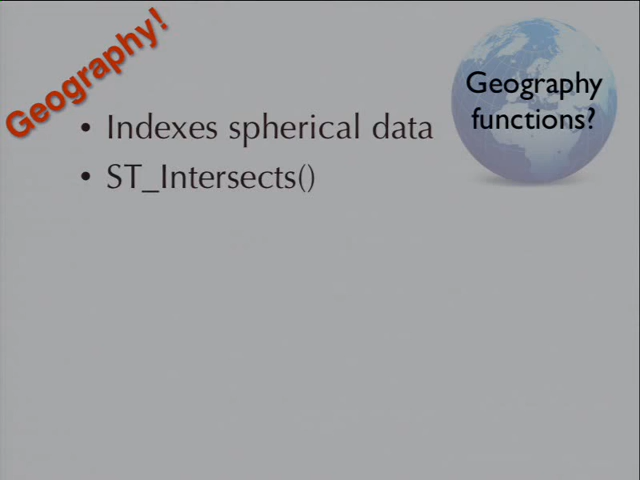 Geography!
Geography
functions?
• Indexes spherical data
• ST_Intersects()